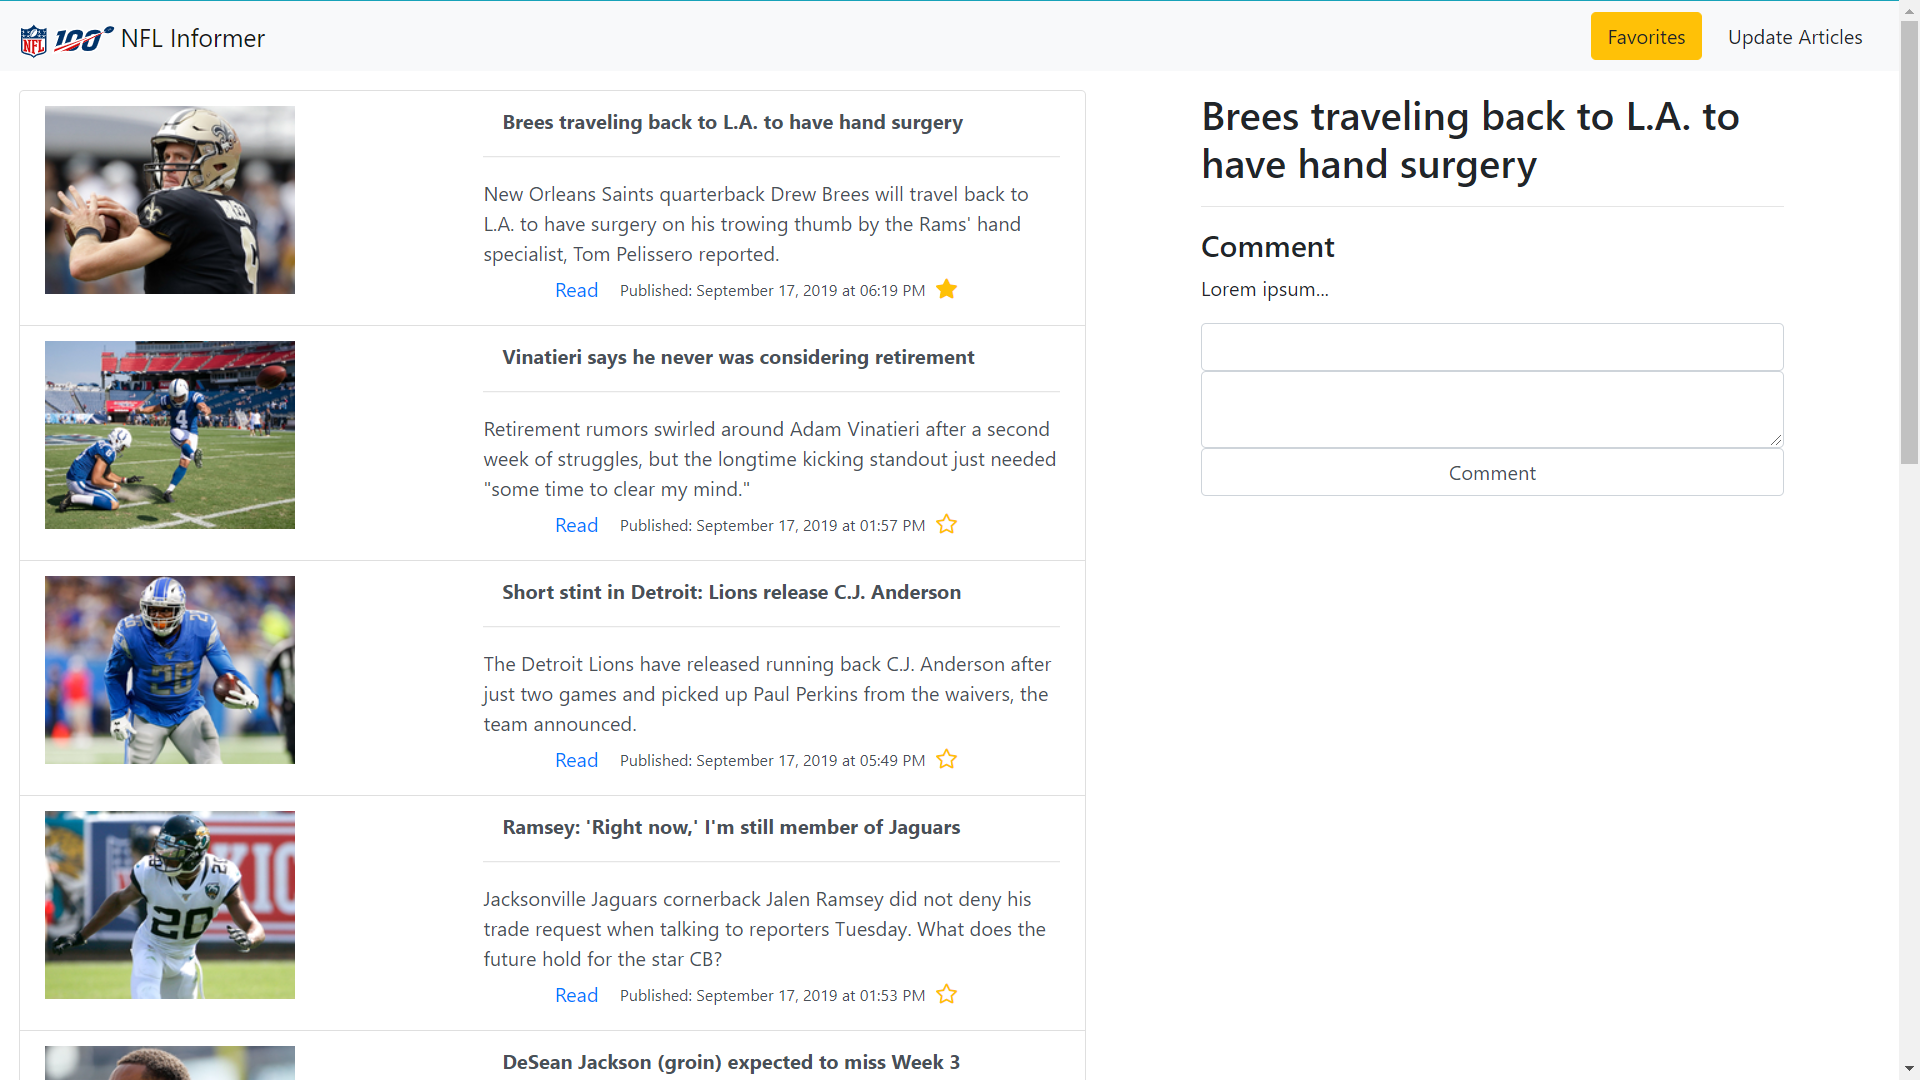 NFL 100 NFL Informer
Favorites
Update Articles
Brees traveling back to L.A. to have hand surgery
New Orleans Saints quarterback Drew Brees will travel back to
L.A. to have surgery on his trowing thumb by the Rams' hand
specialist, Tom Pelissero reported.
Read Published: September 17, 2019 at 06:19 PM
Vinatieri says he never was considering retirement
Retirement rumors swirled around Adam Vinatieri after a second
week of struggles, but the longtime kicking standout just needed
"some time to clear my mind."
Read Published: September 17, 2019 at 01:57 PM
4
Short stint in Detroit: Lions release C.J. Anderson
The Detroit Lions have released running back C.J. Anderson after
just two games and picked up Paul Perkins from the waivers, the
team announced.
Read Published: September 17, 2019 at 05:49 PM
26
Ramsey: 'Right now,' I'm still member of Jaguars
Jacksonville Jaguars cornerback Jalen Ramsey did not deny his
trade request when talking to reporters Tuesday. What does the
future hold for the star CB?
Read Published: September 17, 2019 at 01:53 PM
20
DeSean Jackson (groin) expected to miss Week 3
Brees traveling back to L.A. to
have hand surgery
Comment
Lorem ipsum...
Comment